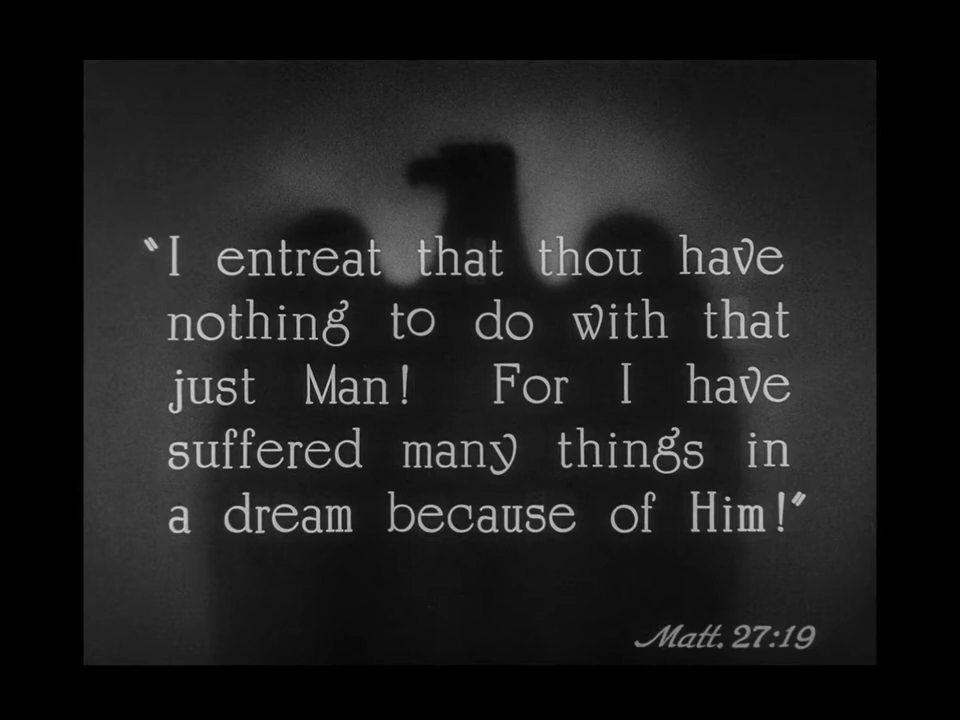 "I entreat that thou have
nothing to do with that
just Man! For I have
suffered many things in
a dream because of Him!"
Matt. 27:19